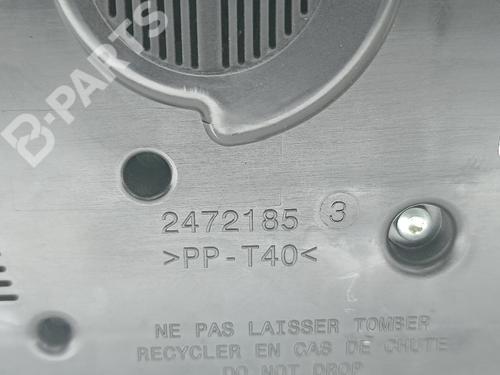 B-PARTS
2472185 3
>PP-T40<
NE PAS LAISSER TOMBER
RECYCLER EN CAS DE CHUTE
DO NOT DROP